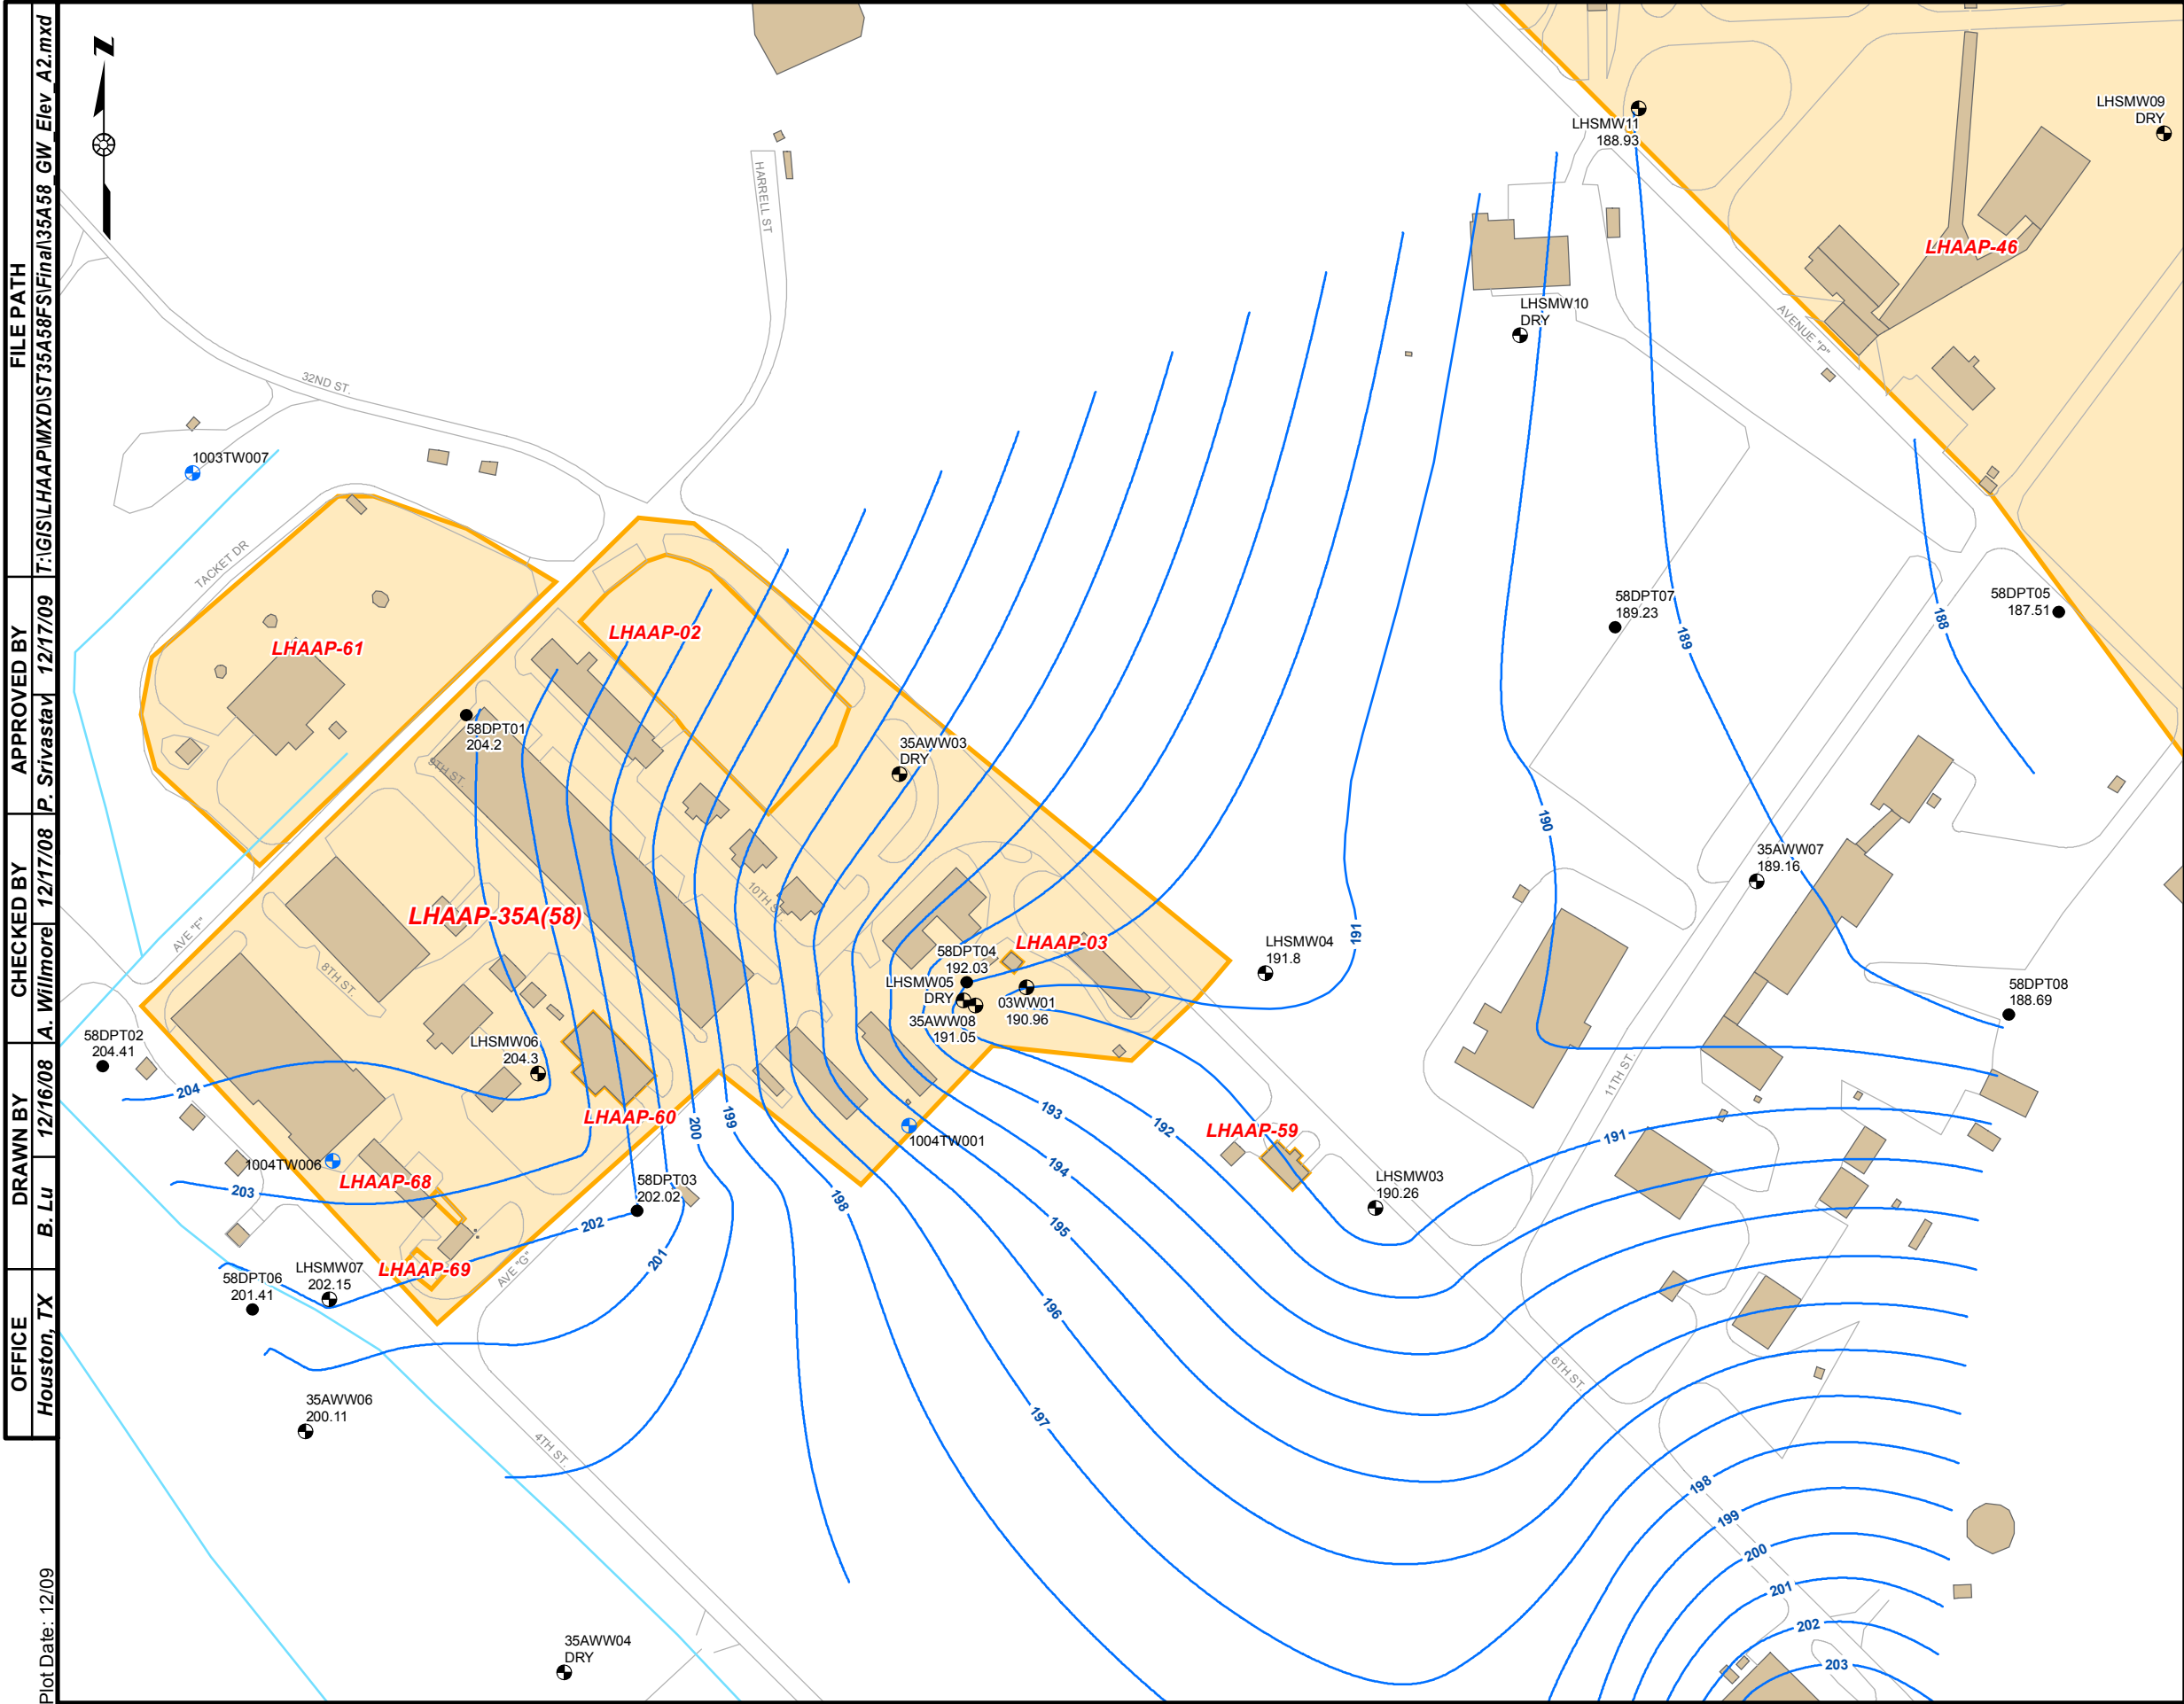 FILE PATH
T:\GIS\LHAAP\MXD\ST35A58FS\Final\35A58_GW_Elev_A2.mxd
APPROVED BY
P. Srivastav 12/17/09
CHECKED BY
A. Wilmore 12/17/08
DRAWN BY
B. Lu 12/16/08
OFFICE
Houston, TX
Plot Date: 12/09
N
HARRELL ST
LHSMW11
188.93
LHSMW09
DRY
LHAAP-46
LHSMW10
DRY
AVENUE "P"
32ND ST.
1003TW007
TACKET DR
LHAAP-61
LHAAP-02
58DPT07
189.23
58DPT05
187.51
188
189
58DPT01
204.2
9TH ST.
35AWW03
DRY
190
35AWW07
189.16
10TH ST.
LHAAP-35A(58)
AVE "F"
8TH ST.
LHAAP-03
58DPT04
192.03
LHSMW04
191.8
191
LHSMW05
DRY
03WW01
190.96
35AWW08
191.05
58DPT08
188.69
58DPT02
204.41
LHSMW06
204.3
204
LHAAP-60
200
199
193
192
1004TW001
LHAAP-59
191
11TH ST.
1004TW006
LHAAP-68
203
194
58DPT03
202.02
LHSMW03
190.26
202
198
195
201
AVE "G"
LHAAP-69
LHSMW07
202.15
58DPT06
201.41
196
6TH ST.
35AWW06
200.11
197
4TH ST.
198
199
200
201
202
203
35AWW04
DRY